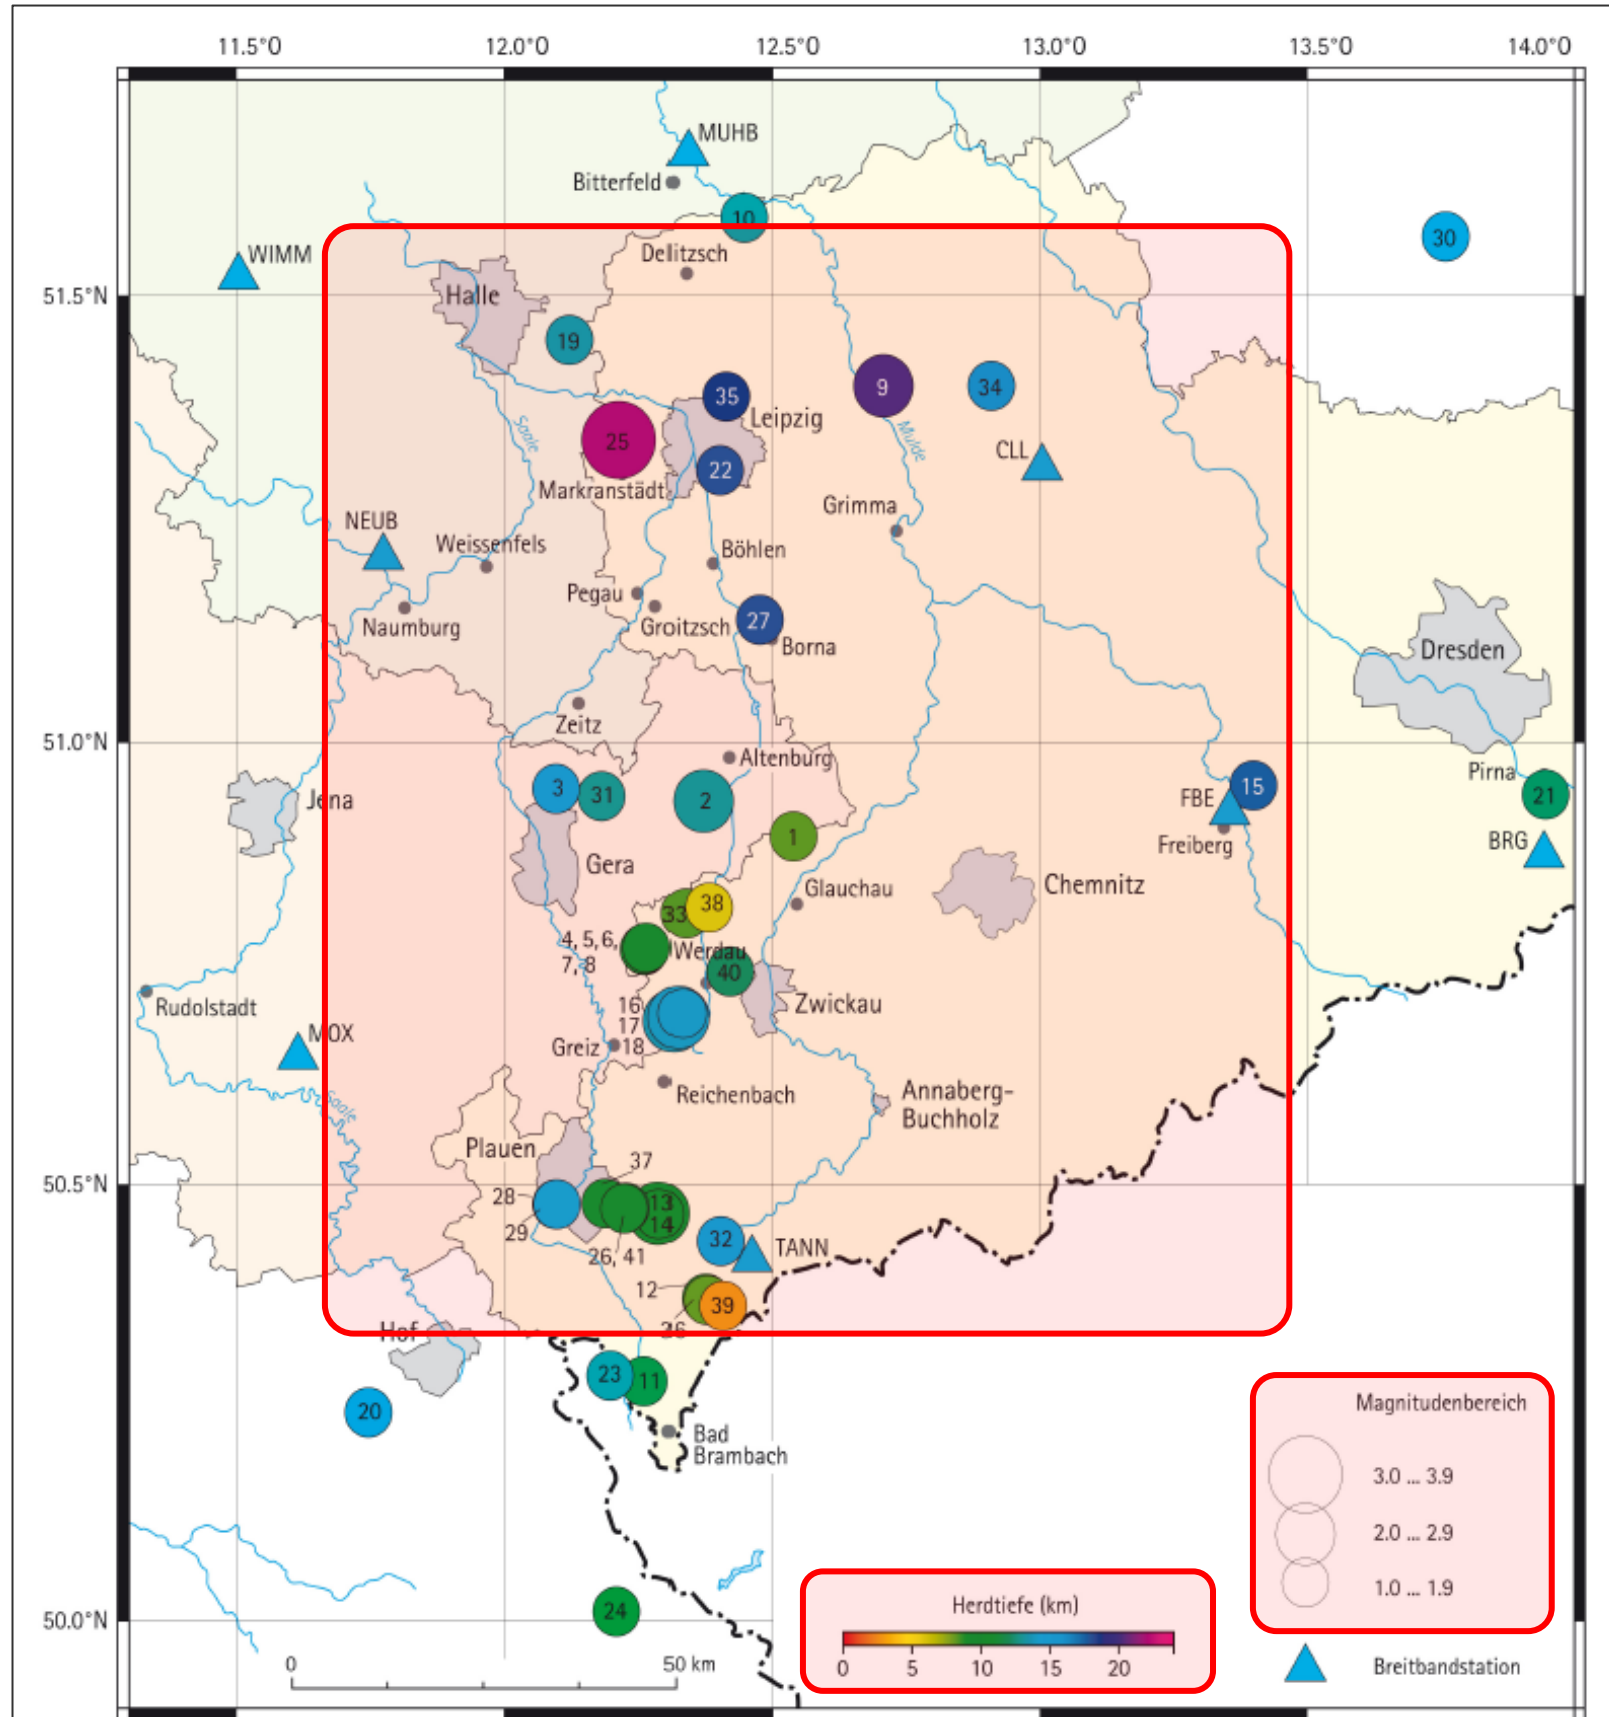 11.5°O 12.0°O 12.5°O 13.0°O 13.5°O 14.0°O
MUHB
Bitterfeld
10
30
WIMM
Delitzsch
51.5°N
Halle
19
9
34
35
Leipzig
Saale
25
Mulde
22
CLL
Markranstädt
Grimma
NEUB
Weissenfels
Böhlen
Pegau
Naumburg
Groitzsch
27
Borna
Dresden
Zeitz
51.0°N
Altenburg
Pirna
3
31
2
15
21
Jena
FBE
1
BRG
Freiberg
Gera
Chemnitz
Glauchau
33
38
4, 5, 6,
7, 8
Werdau
40
Rudolstadt
16
Zwickau
17
MOX
Greiz
18
Reichenbach
Annaberg-
Buchholz
Saale
Plauen
37
50.5°N
28
13
29
14
26, 41
32
TANN
12
39
36
Hof
23
11
20
Bad
Brambach
Magnitudenbereich
3.0 ... 3.9
2.0 ... 2.9
1.0 ... 1.9
50.0°N
24
Herdtiefe (km)
0 5 10 15 20
0 50 km
Breitbandstation